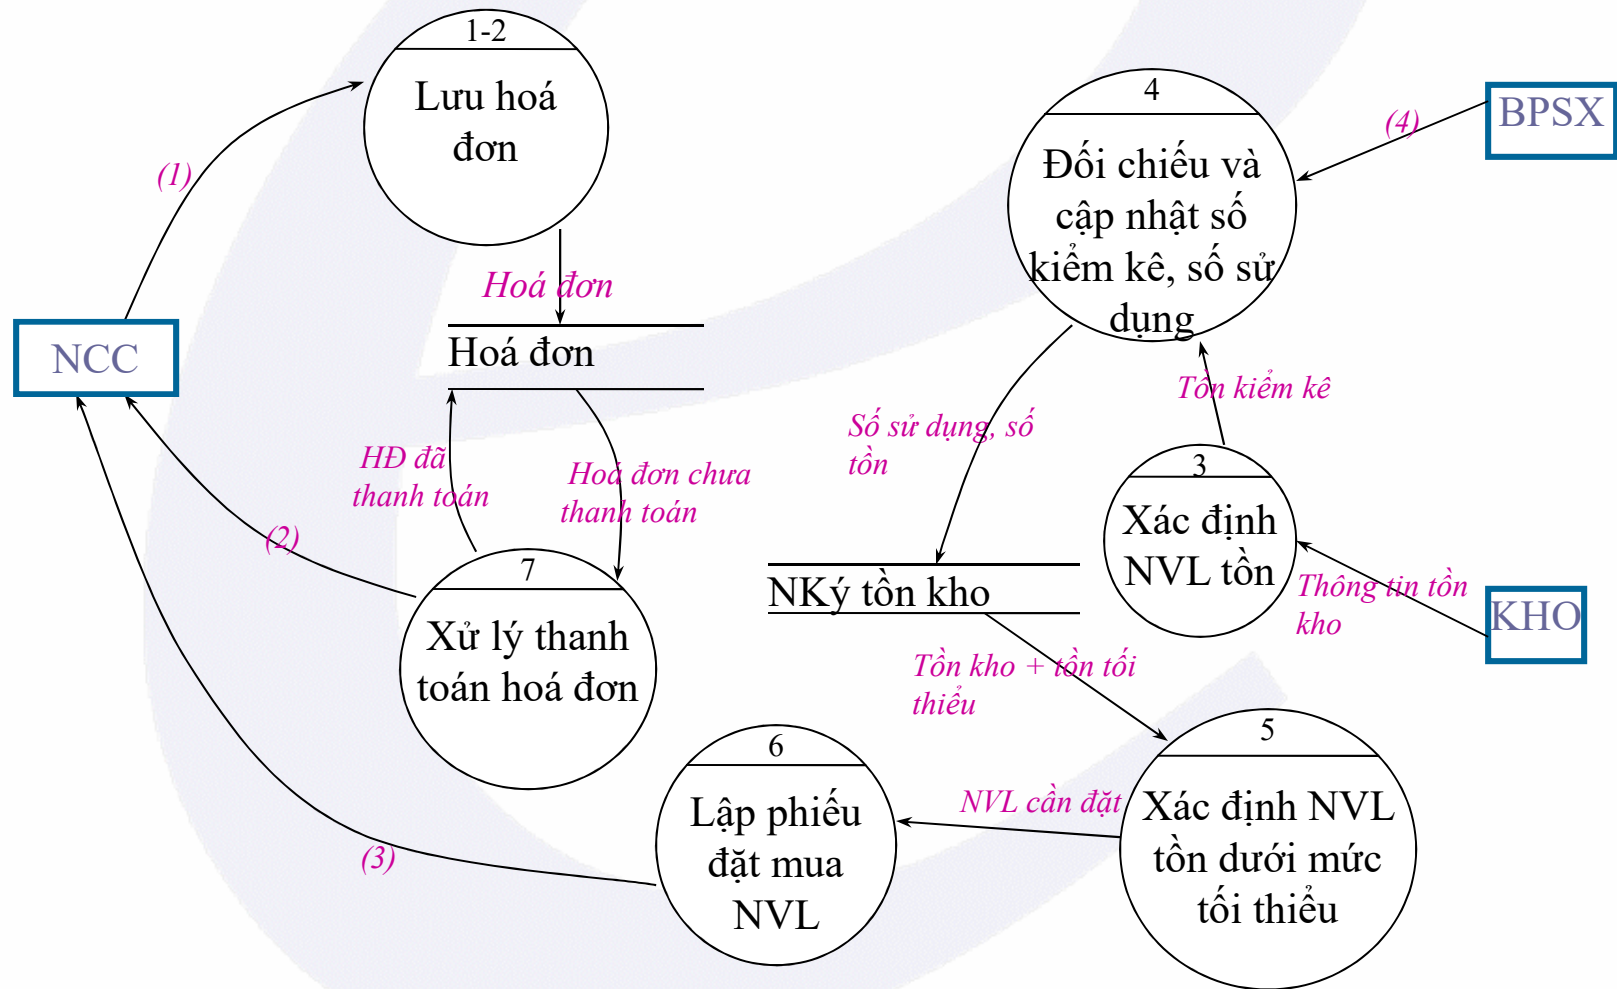 1-2
Lưu hoá
đơn
4
Đối chiếu và
cập nhật số
kiểm kê, số sử
dụng
BPSX
(4)
(1)
Hoá đơn
Hoá đơn
NCC
Tồn kiểm kê
Số sử dụng, số
tồn
HĐ đã
thanh toán
Hoá đơn chưa
thanh toán
3
Xác định
NVL tồn
(2)
7
Xử lý thanh
toán hoá đơn
NKý tồn kho
Thông tin tồn
kho
KHO
Tồn kho + tồn tối
thiểu
6
Lập phiếu
đặt mua
NVL
NVL cần đặt
5
Xác định NVL
tồn dưới mức
tối thiểu
(3)